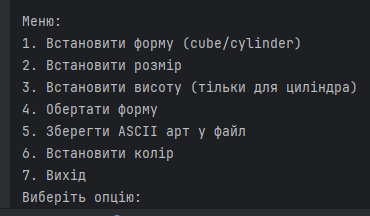 Меню:
1. Встановити форму (cube/cylinder)
2. Встановити розмір
3. Встановити висоту (тільки для циліндра)
4. Обертати форму
5. Зберегти ASCII арт у файл
6. Встановити колір
7. Вихід
Виберіть опцію: